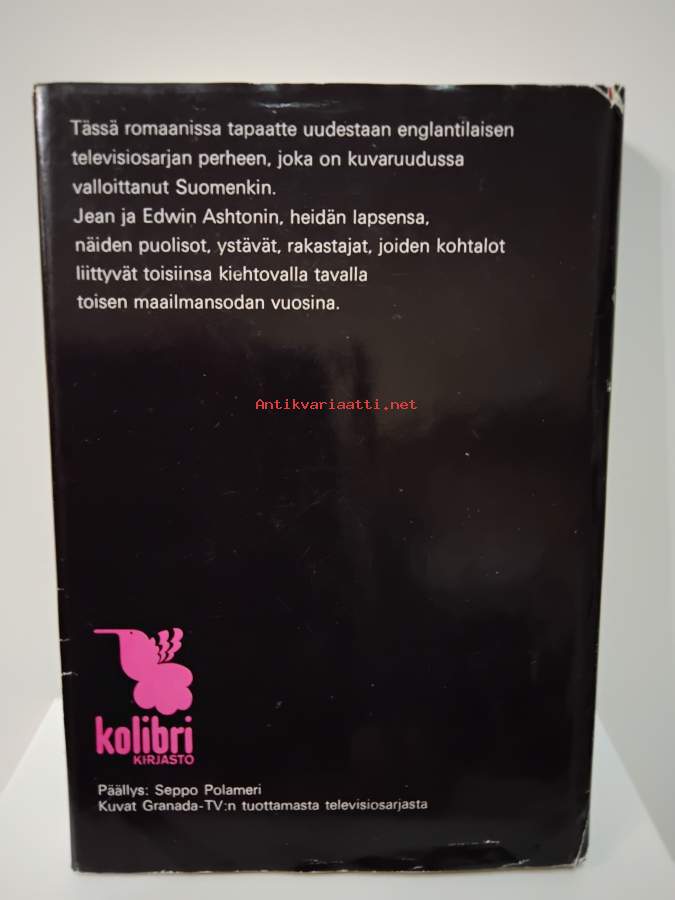 Tässä romaanissa tapaatte uudestaan englantilaisen
televisiosarjan perheen, joka on kuvaruudussa
valloittanut Suomenkin.
Jean ja Edwin Ashtonin, heidän lapsensa,
näiden puolisot, ystävät, rakastajat, joiden kohtalot
liittyvät toisiinsa kiehtovalla tavalla
toisen maailmansodan vuosina.
Antikvariaatti.net
kolibri
KIRJASTO
Päällys: Seppo Polameri
Kuvat Granada-TV:n tuottamasta televisiosarjasta